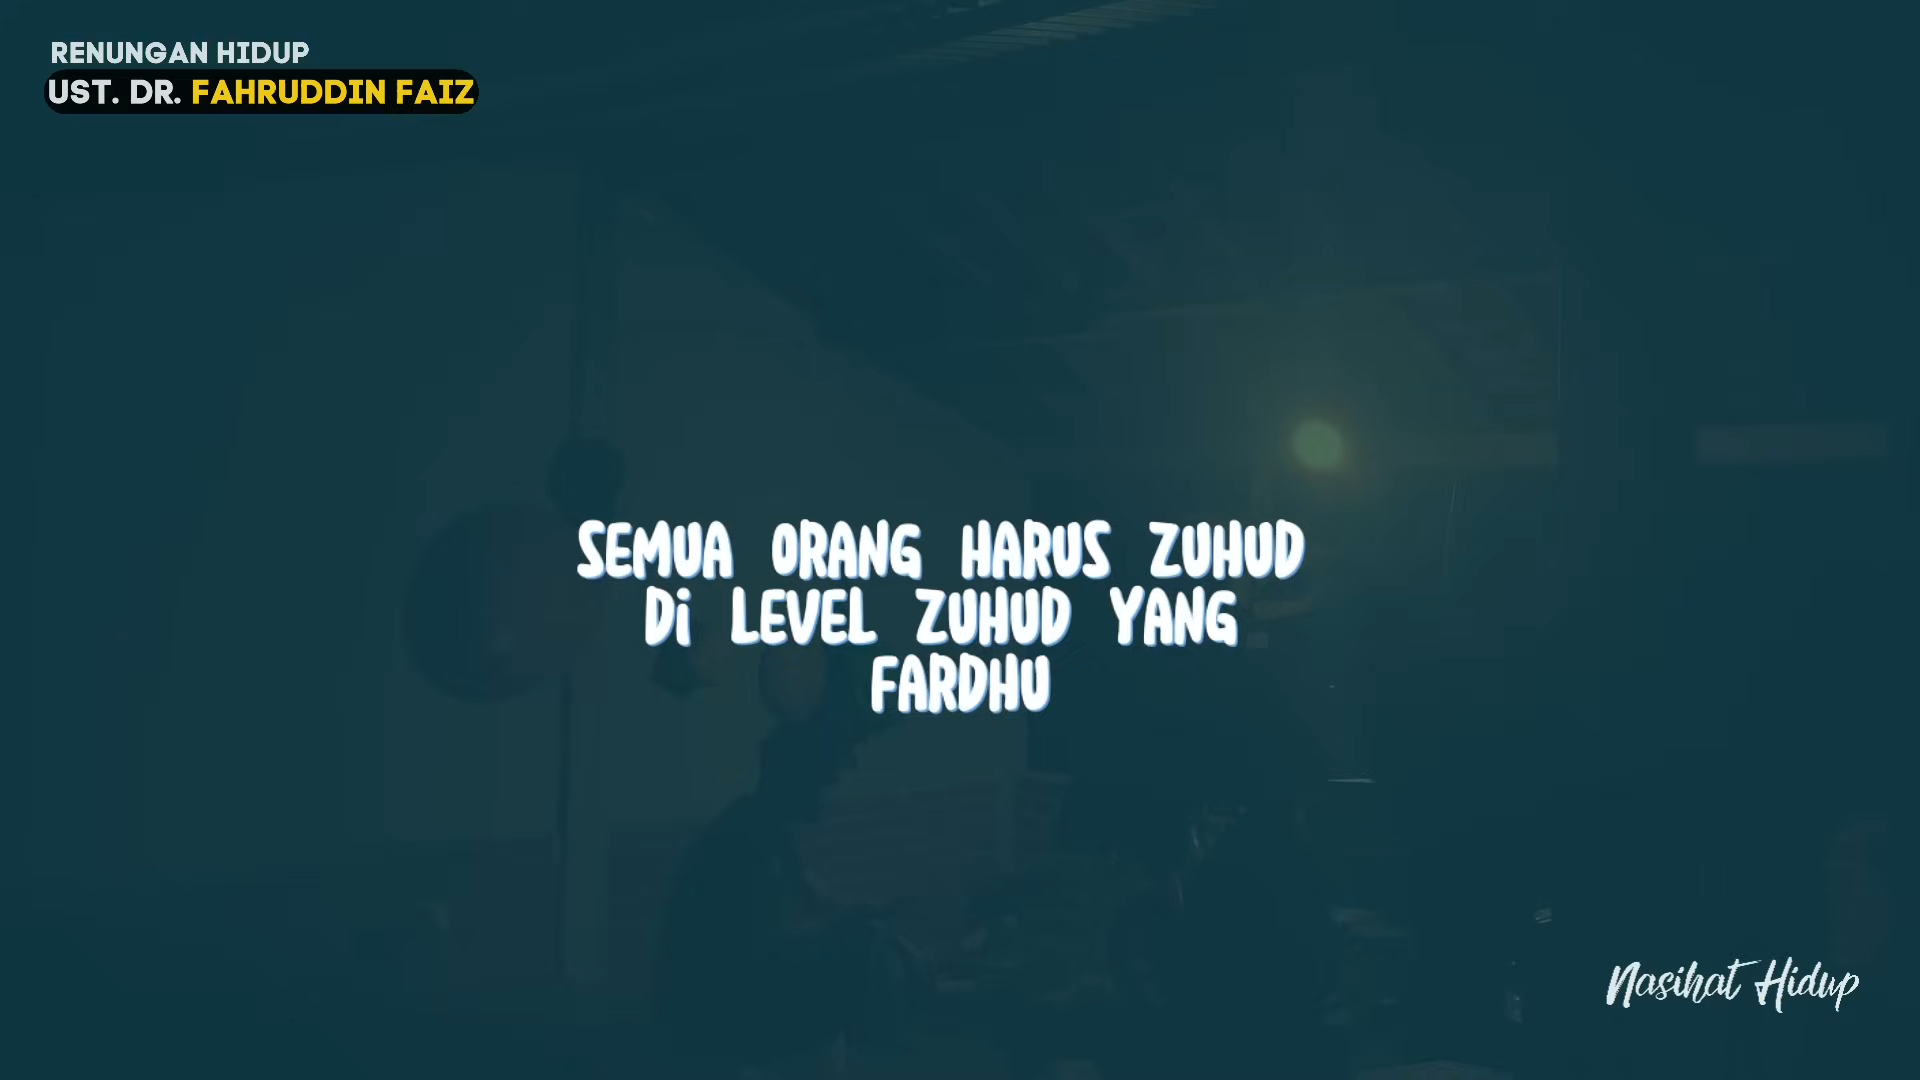 RENUNGAN HIDUP
UST. DR. FAHRUDDIN FAIZ
SEMUA ORANG HARUS ZUHUD
Di LEVEL ZUHUD YANG
FARDHU
Nasihat Hidup